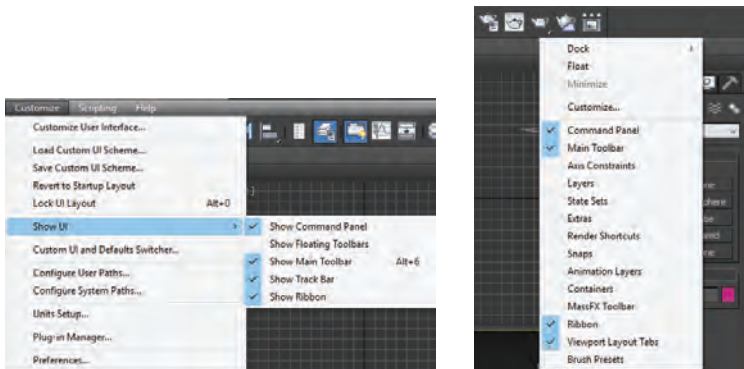 Customize Scripting Help
Customize User Interface...
Load Custom UI Scheme...
Save Custom UI Scheme...
Revert to Startup Layout
Lock UI Layout Alt+0
Show UI
Custom UI and Defaults Switcher...
Configure User Paths...
Configure System Paths...
Units Setup...
Plug-in Manager...
Preferences...
Show Command Panel
Show Floating Toolbars
Show Main Toolbar Alt+6
Show Track Bar
Show Ribbon
Dock
Float
Minimize
Customize...
Command Panel
Main Toolbar
Axis Constraints
Layers
State Sets
Extras
Render Shortcuts
Snaps
Animation Layers
Containers
MassFX Toolbar
Ribbon
Viewport Layout Tabs
Brush Presets